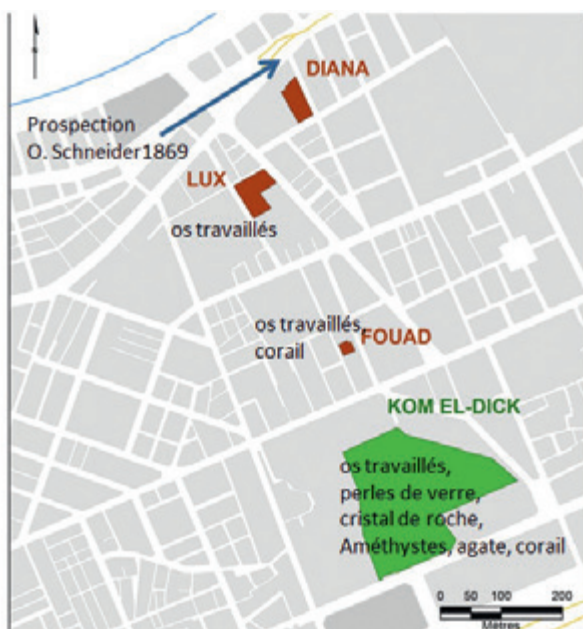 DIANA
Prospection
O. Schneider1869
LUX
os travaillés
os travaillés,
corail
FOUAD
KOM EL-DICK
os travaillés,
perles de verre,
cristal de roche,
Améthystes, agate, corail
0 50 100 200
Mètres